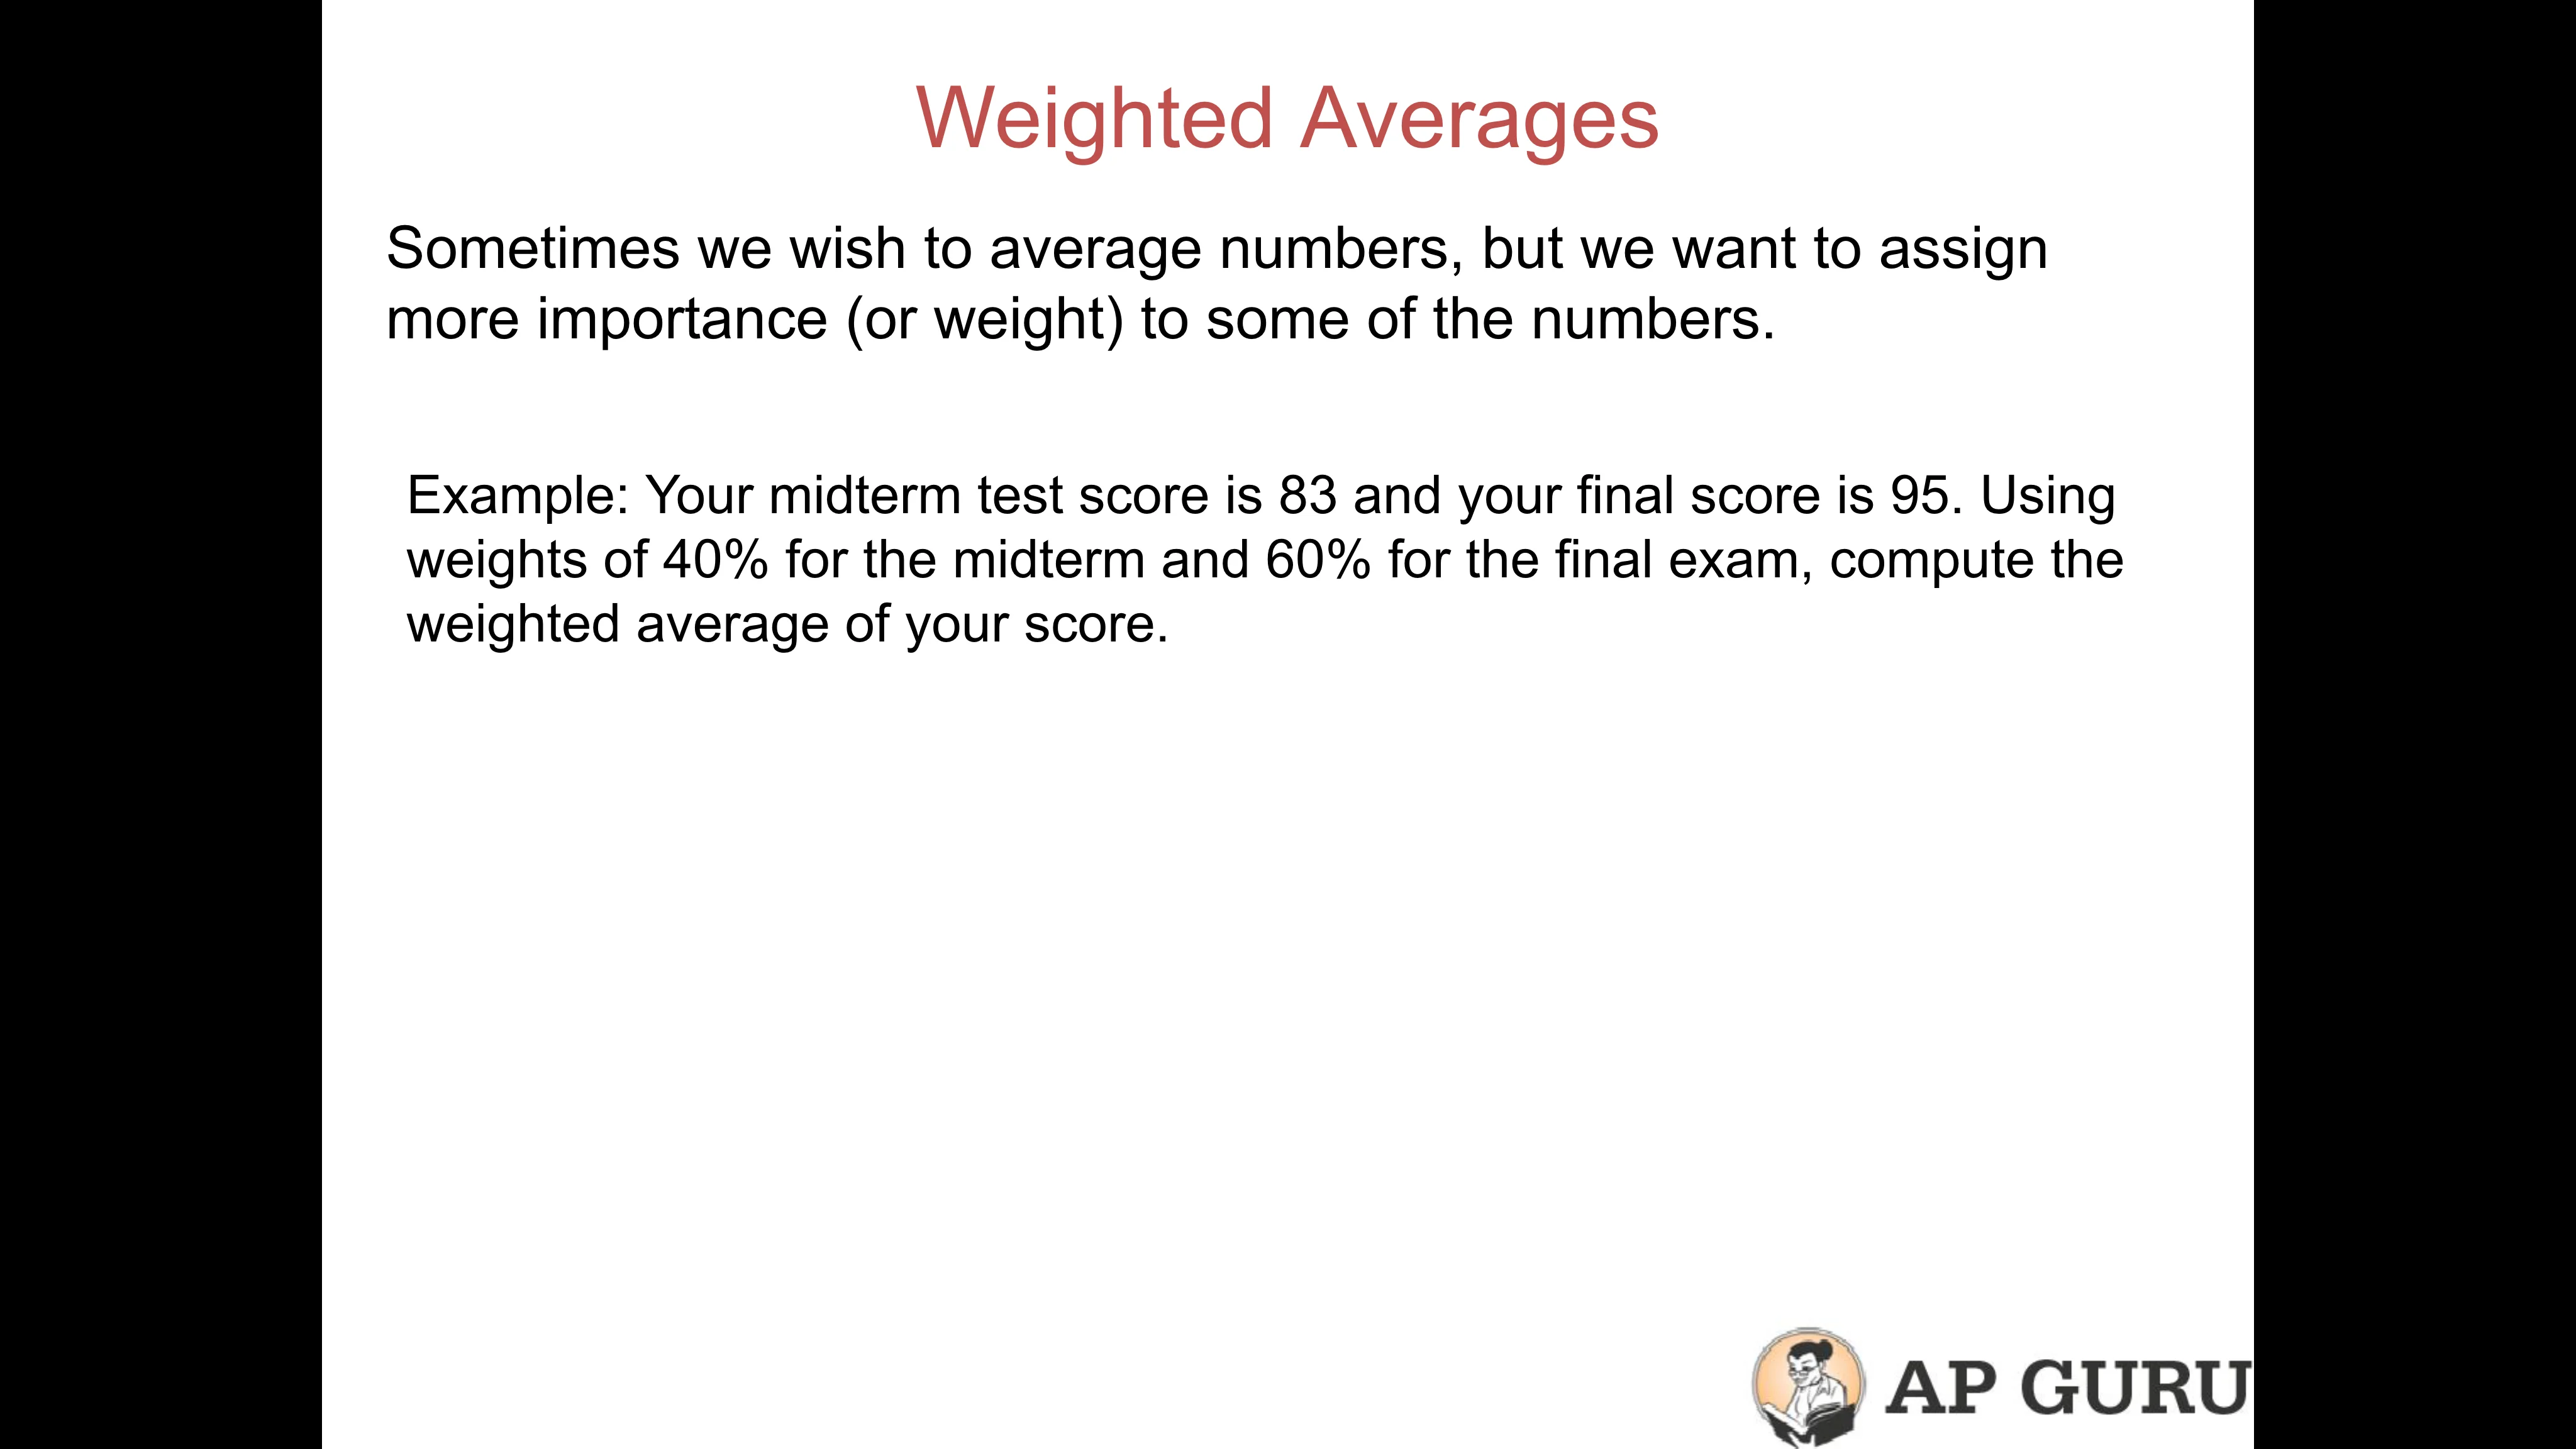 Weighted Averages
Sometimes we wish to average numbers, but we want to assign
more importance (or weight) to some of the numbers.
Example: Your midterm test score is 83 and your final score is 95. Using
weights of 40% for the midterm and 60% for the final exam, compute the
weighted average of your score.
AP GURU